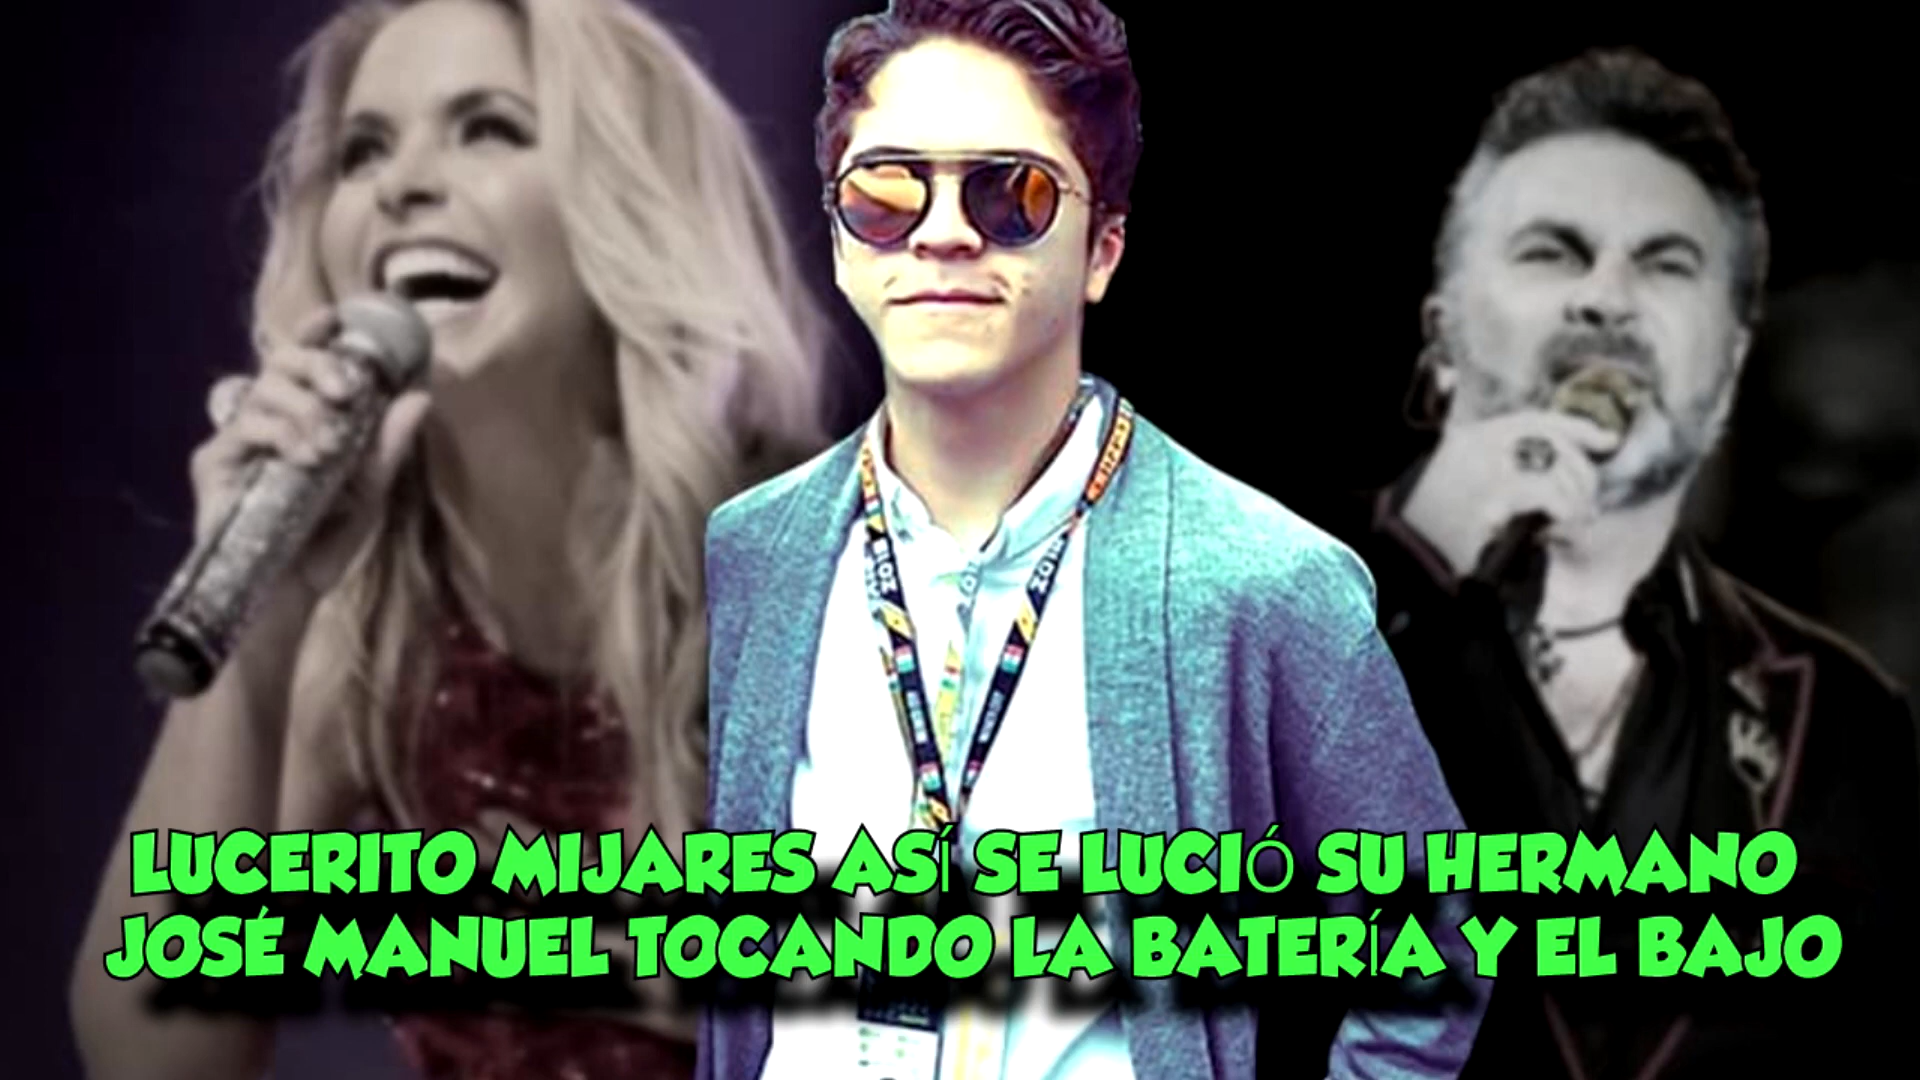 LUCERITO MIJARES ASÍ SE LUCIÓ SU HERMANO
JOSÉ MANUEL TOCANDO LA BATERÍA Y EL BAJO